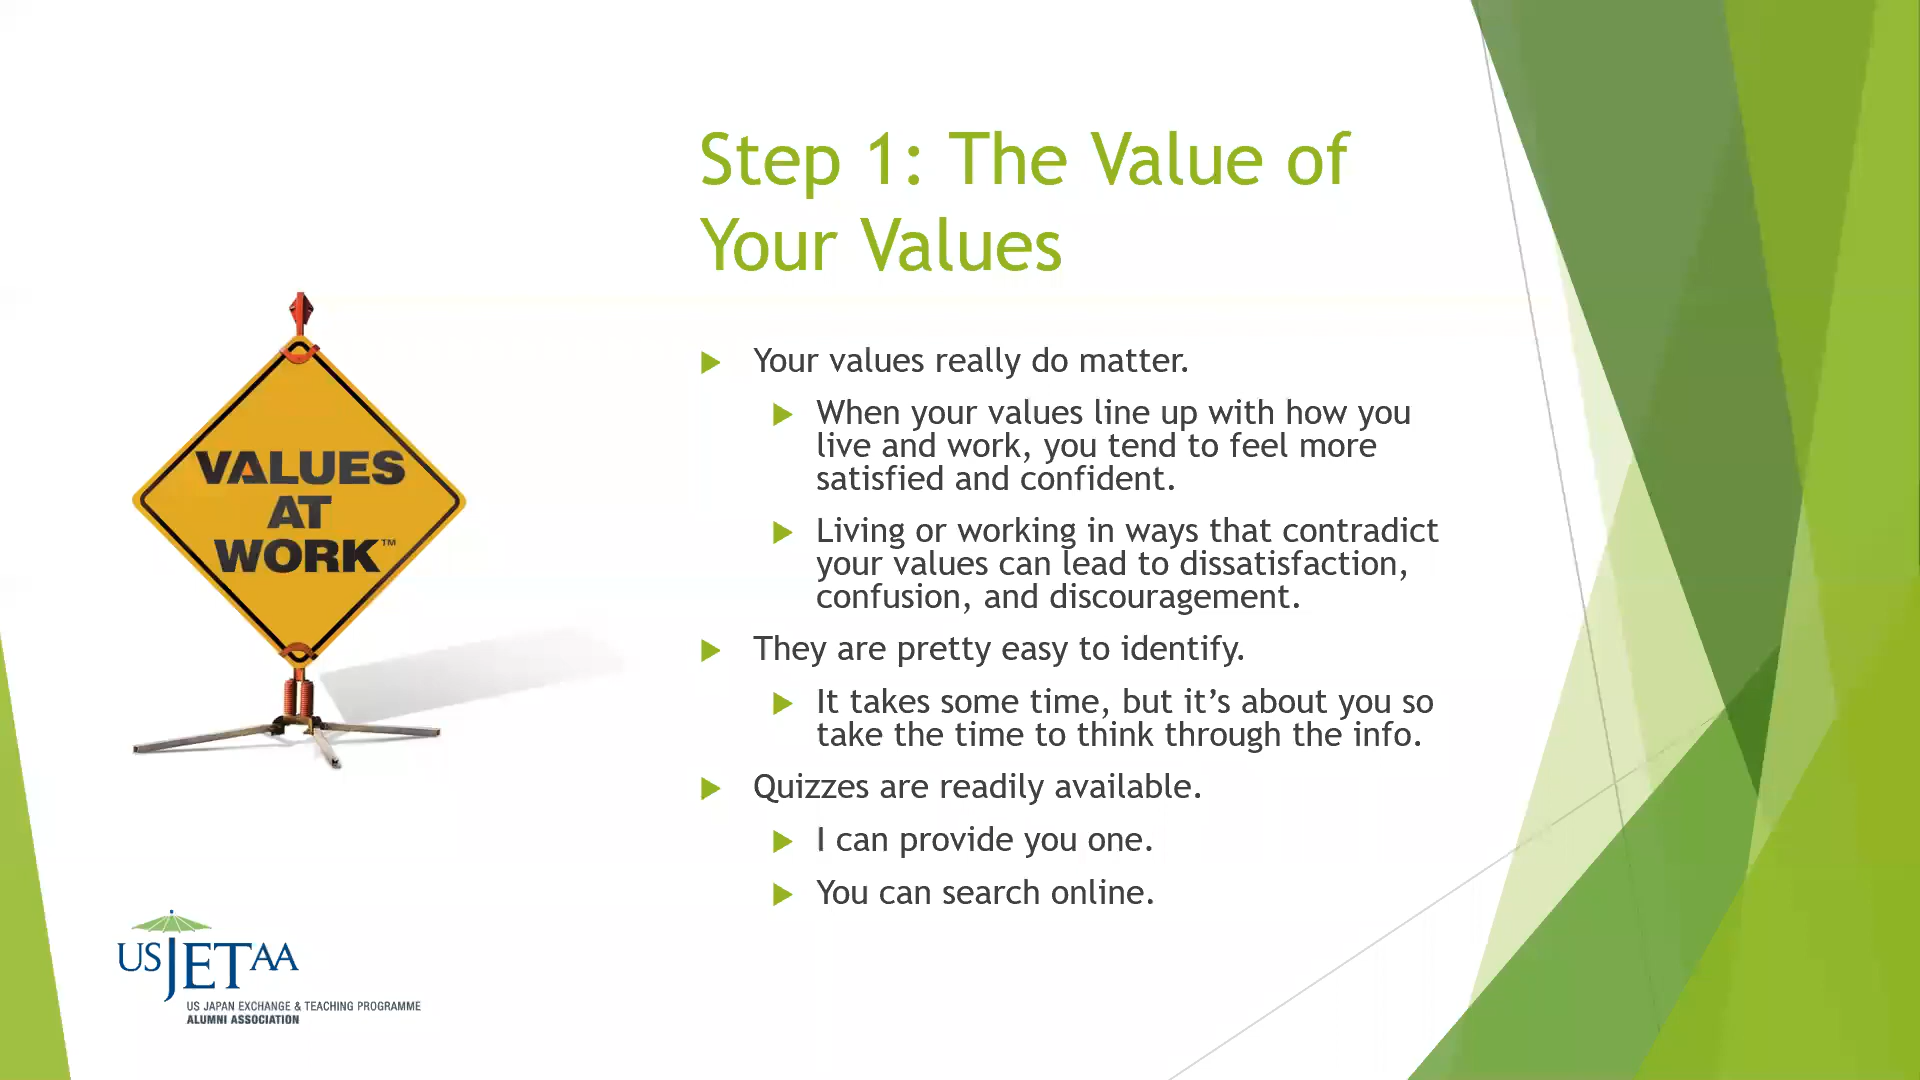 Step 1: The Value of
Your Values
VALUES
AT
WORK™
Your values really do matter.
When your values line up with how you
live and work, you tend to feel more
satisfied and confident.
Living or working in ways that contradict
your values can lead to dissatisfaction,
confusion, and discouragement.
They are pretty easy to identify.
It takes some time, but it’s about you so
take the time to think through the info.
Quizzes are readily available.
I can provide you one.
You can search online.
US JET AA
US JAPAN EXCHANGE & TEACHING PROGRAMME
ALUMNI ASSOCIATION